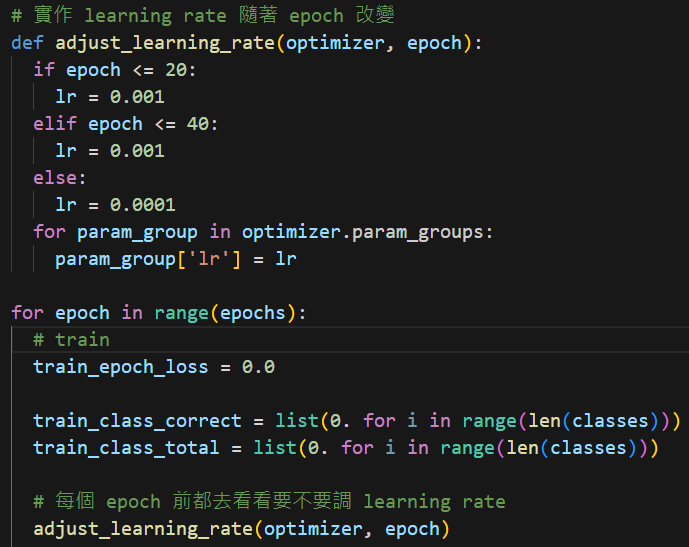 # 實作 learning rate 隨著 epoch 改變
def adjust_learning_rate(optimizer, epoch):
  if epoch <= 20:
    lr = 0.001
  elif epoch <= 40:
    lr = 0.001
  else:
    lr = 0.0001
  for param_group in optimizer.param_groups:
    param_group['lr'] = lr

for epoch in range(epochs):
  # train
  train_epoch_loss = 0.0

  train_class_correct = list(0. for i in range(len(classes)))
  train_class_total = list(0. for i in range(len(classes)))

  # 每個 epoch 前都去看看要不要調 learning rate
  adjust_learning_rate(optimizer, epoch)